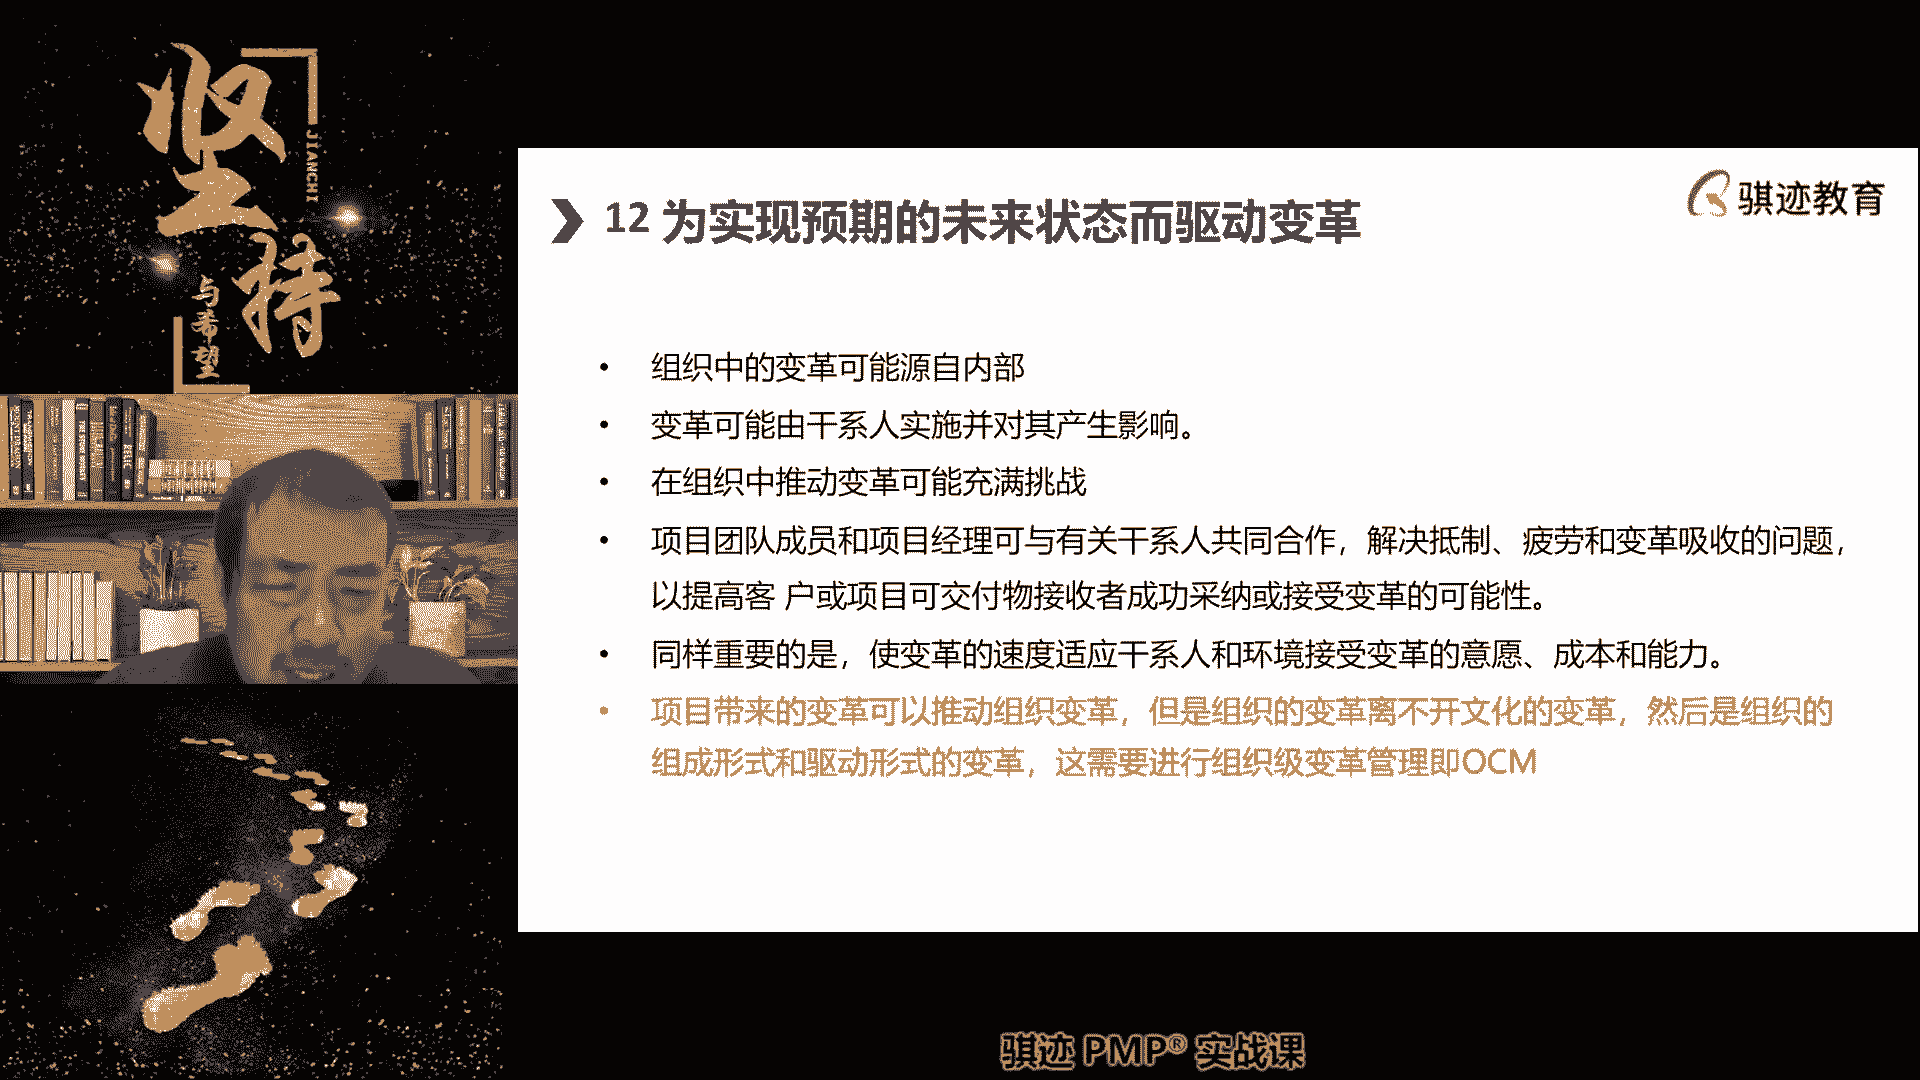 坚持
JIANCHI
与希望
骐迹教育
12 为实现预期的未来状态而驱动变革
• 组织中的变革可能源自内部
• 变革可能由干系人实施并对其产生影响。
• 在组织中推动变革可能充满挑战
• 项目团队成员和项目经理可与有关干系人共同合作，解决抵制、疲劳和变革吸收的问题，
以提高客 户或项目可交付物接收者成功采纳或接受变革的可能性。
• 同样重要的是，使变革的速度适应干系人和环境接受变革的意愿、成本和能力。
• 项目带来的变革可以推动组织变革，但是组织的变革离不开文化的变革，然后是组织的
组成形式和驱动形式的变革，这需要进行组织级变革管理即OCM
骐迹 PMP® 实战课